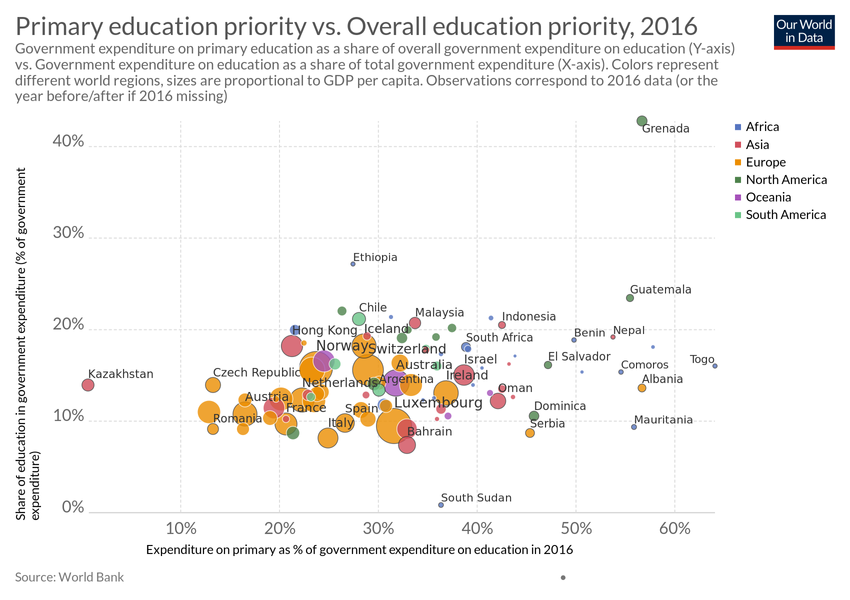 Primary education priority vs. Overall education priority, 2016
Our World
in Data
Government expenditure on primary education as a share of overall government expenditure on education (Y-axis)
vs. Government expenditure on education as a share of total government expenditure (X-axis). Colors represent
different world regions, sizes are proportional to GDP per capita. Observations correspond to 2016 data (or the
year before/after if 2016 missing)
Share of education in government expenditure (% of government
expenditure)
40%
30%
20%
10%
0%
Grenada
Africa
Asia
Europe
North America
Oceania
South America
Ethiopia
Guatemala
Chile
Malaysia
Indonesia
Hong Kong
Iceland
South Africa
Benin
Nepal
Norway
Switzerland
Israel
El Salvador
Togo
Australia
Comoros
Kazakhstan
Czech Republic
Netherlands
Argentina
Ireland
Oman
Albania
Austria
France
Spain
Luxembourg
Dominica
Romania
Italy
Bahrain
Serbia
Mauritania
South Sudan
10%
20%
30%
40%
50%
60%
Expenditure on primary as % of government expenditure on education in 2016
Source: World Bank